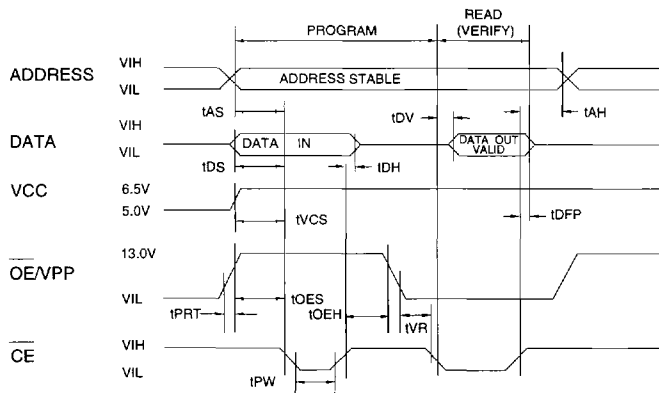 READ
PROGRAM (VERIFY)
ADDRESS VIH VIL ADDRESS STABLE
tAS tDV tAH
DATA VIH VIL DATA IN DATA OUT VALID
tDS tDH
VCC 6.5V 5.0V
tVCS tDFP
OE/VPP 13.0V VIL
tPRT tOES tOEH tVR
CE VIH VIL
tPW